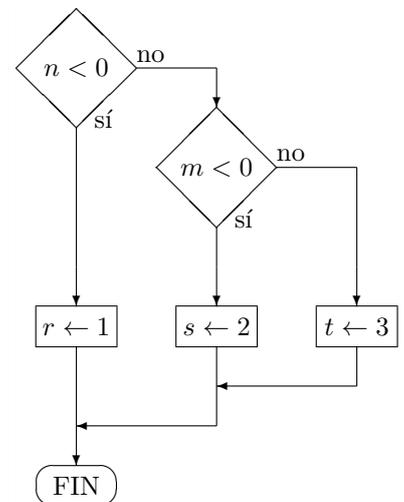 n < 0
no
sí
m < 0
no
sí
r ← 1
s ← 2
t ← 3
FIN